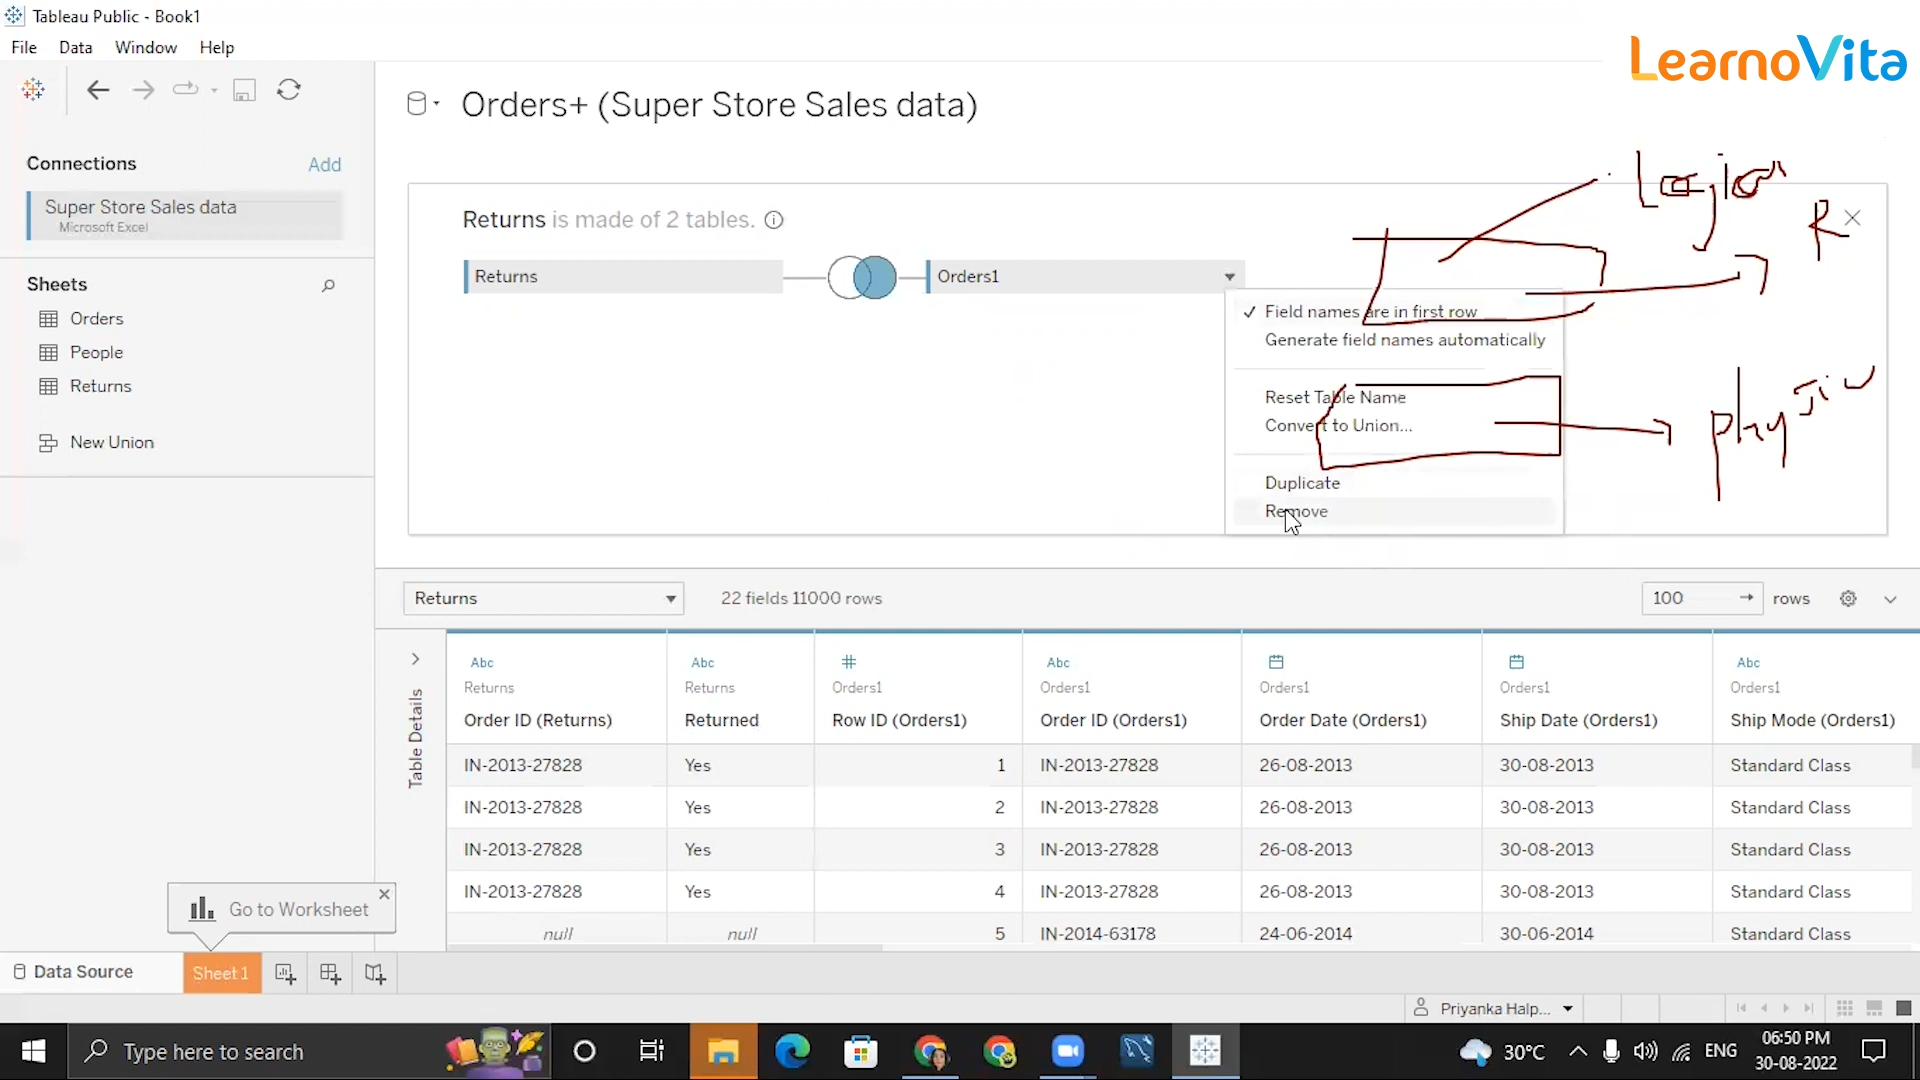 Tableau Public - Book1
File Data Window Help
LearnoVita
Orders+ (Super Store Sales data)
Connections Add
Super Store Sales data
Microsoft Excel
Sheets
Orders
People
Returns
New Union
Returns is made of 2 tables.
Returns Orders1
Field names are in first row
Generate field names automatically
Reset Table Name
Convert to Union...
Duplicate
Remove
R
Returns 22 fields 11000 rows 100 rows
Table Details
Abc Abc # Abc Abc
Returns Returns Orders1 Orders1 Orders1 Orders1 Orders1
Order ID (Returns) Returned Row ID (Orders1) Order ID (Orders1) Order Date (Orders1) Ship Date (Orders1) Ship Mode (Orders1)
IN-2013-27828 Yes 1 IN-2013-27828 26-08-2013 30-08-2013 Standard Class
IN-2013-27828 Yes 2 IN-2013-27828 26-08-2013 30-08-2013 Standard Class
IN-2013-27828 Yes 3 IN-2013-27828 26-08-2013 30-08-2013 Standard Class
IN-2013-27828 Yes 4 IN-2013-27828 26-08-2013 30-08-2013 Standard Class
null null 5 IN-2014-63178 24-06-2014 30-06-2014 Standard Class
Go to Worksheet
Data Source Sheet 1
Priyanka Halp...
Type here to search 30°C ENG 06:50 PM
30-08-2022